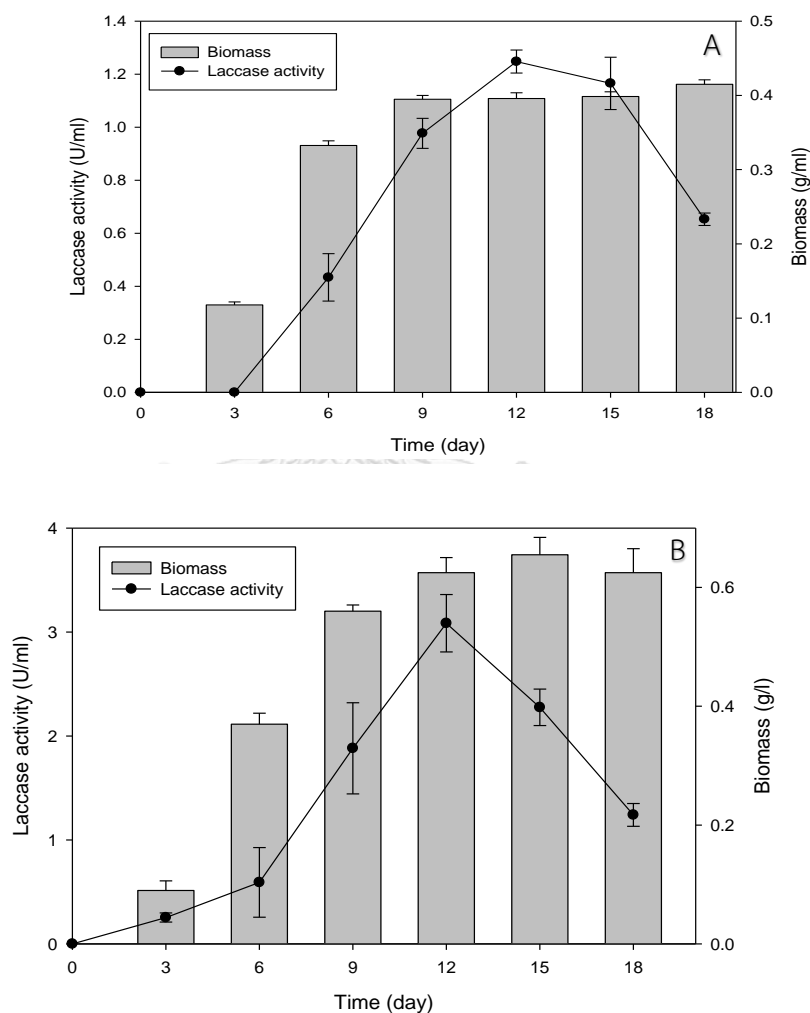 A
Biomass
Laccase activity
Laccase activity (U/ml)
1.4
1.2
1.0
0.8
0.6
0.4
0.2
0.0
0.5
0.4
0.3
0.2
0.1
0.0
Biomass (g/ml)
0 3 6 9 12 15 18
Time (day)
B
Biomass
Laccase activity
Laccase activity (U/ml)
4
3
2
1
0
0.6
0.4
0.2
0.0
Biomass (g/l)
0 3 6 9 12 15 18
Time (day)